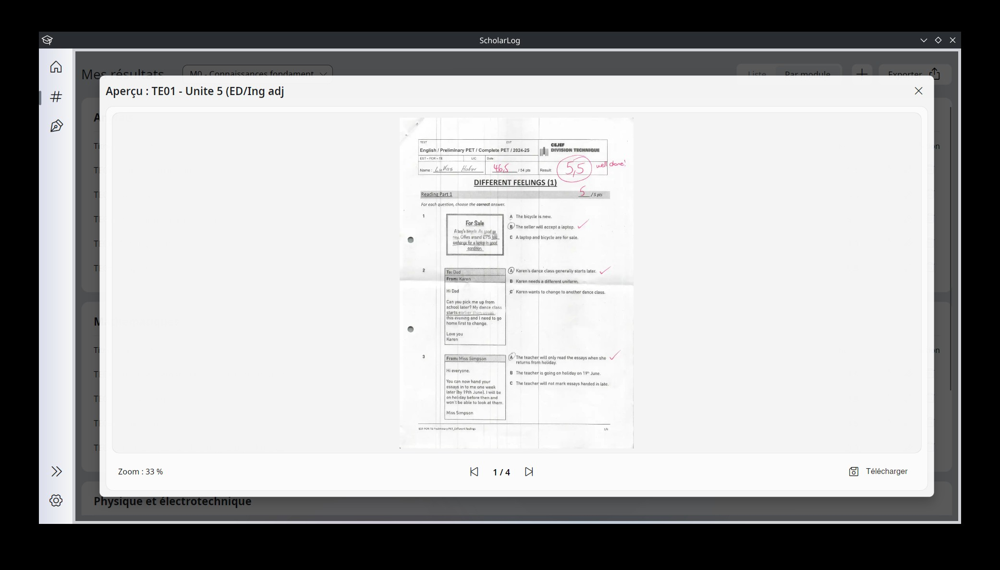 ScholarLog
Mes résultats
M0 - Connaissances fondament
Liste
Par module
Exporter
Aperçu : TE01 - Unite 5 (ED/Ing adj
TEST
EST
English / Preliminary PET / Complete PET / 2024-25
CEJEF
DIVISION TECHNIQUE
EST – FOR – TE
LIC
Date :
Name : Lukas Hofer
46,5 / 54 pts
Result: 5,5
well done!
DIFFERENT FEELINGS (1)
Reading Part 1
5 / 5 pts
For each question, choose the correct answer.
1
For Sale
A boy's bicycle. As good as
new. Offers around £75. Will
exchange for a laptop in good
condition.
A The bicycle is new.
B The seller will accept a laptop.
C A laptop and bicycle are for sale.
2
To: Dad
From: Karen
Hi Dad
Can you pick me up from
school later? My dance class
starts earlier than usual
this evening and I need to go
home first to change.
Love you
Karen
A Karen's dance class generally starts later.
B Karen needs a different uniform.
C Karen wants to change to another dance class.
3
From: Miss Simpson
Hi everyone.
You can now hand your
essays in to me one week
later (by 19th June). I will be
on holiday before then and
won't be able to look at them.
Miss Simpson
A The teacher will only read the essays when she
returns from holiday.
B The teacher is going on holiday on 19th June.
C The teacher will not mark essays handed in late.
EST-FOR-TE-Preliminary PET_Different feelings
1/6
Zoom : 33 %
1 / 4
Télécharger
Physique et électrotechnique